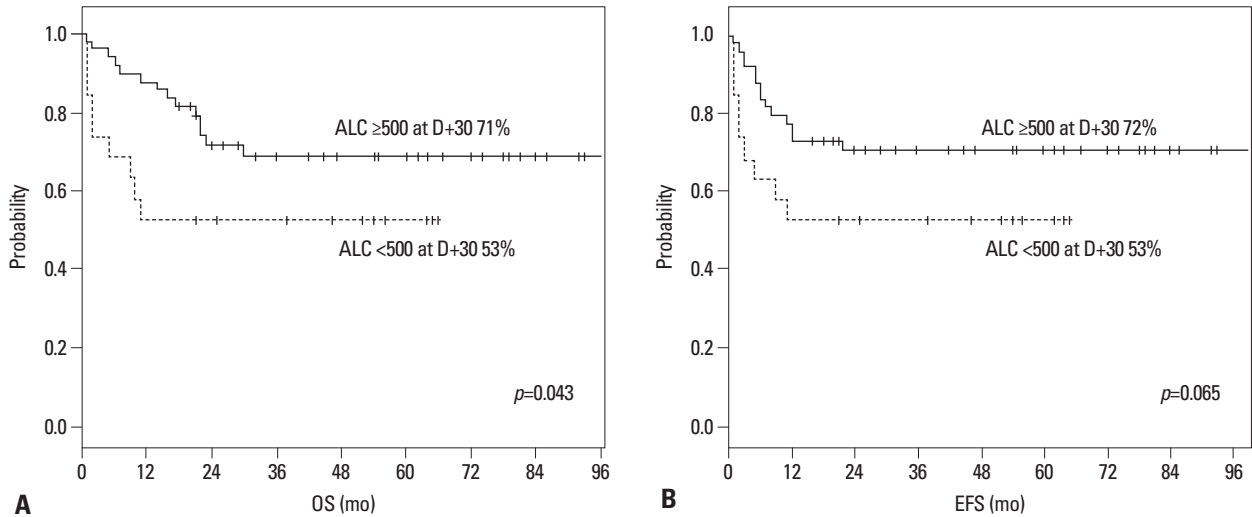 1.0
0.8
0.6
0.4
0.2
0.0
Probability
ALC ≥500 at D+30 71%
ALC <500 at D+30 53%
p=0.043
0 12 24 36 48 60 72 84 96
OS (mo)
A
1.0
0.8
0.6
0.4
0.2
0.0
Probability
ALC ≥500 at D+30 72%
ALC <500 at D+30 53%
p=0.065
0 12 24 36 48 60 72 84 96
EFS (mo)
B